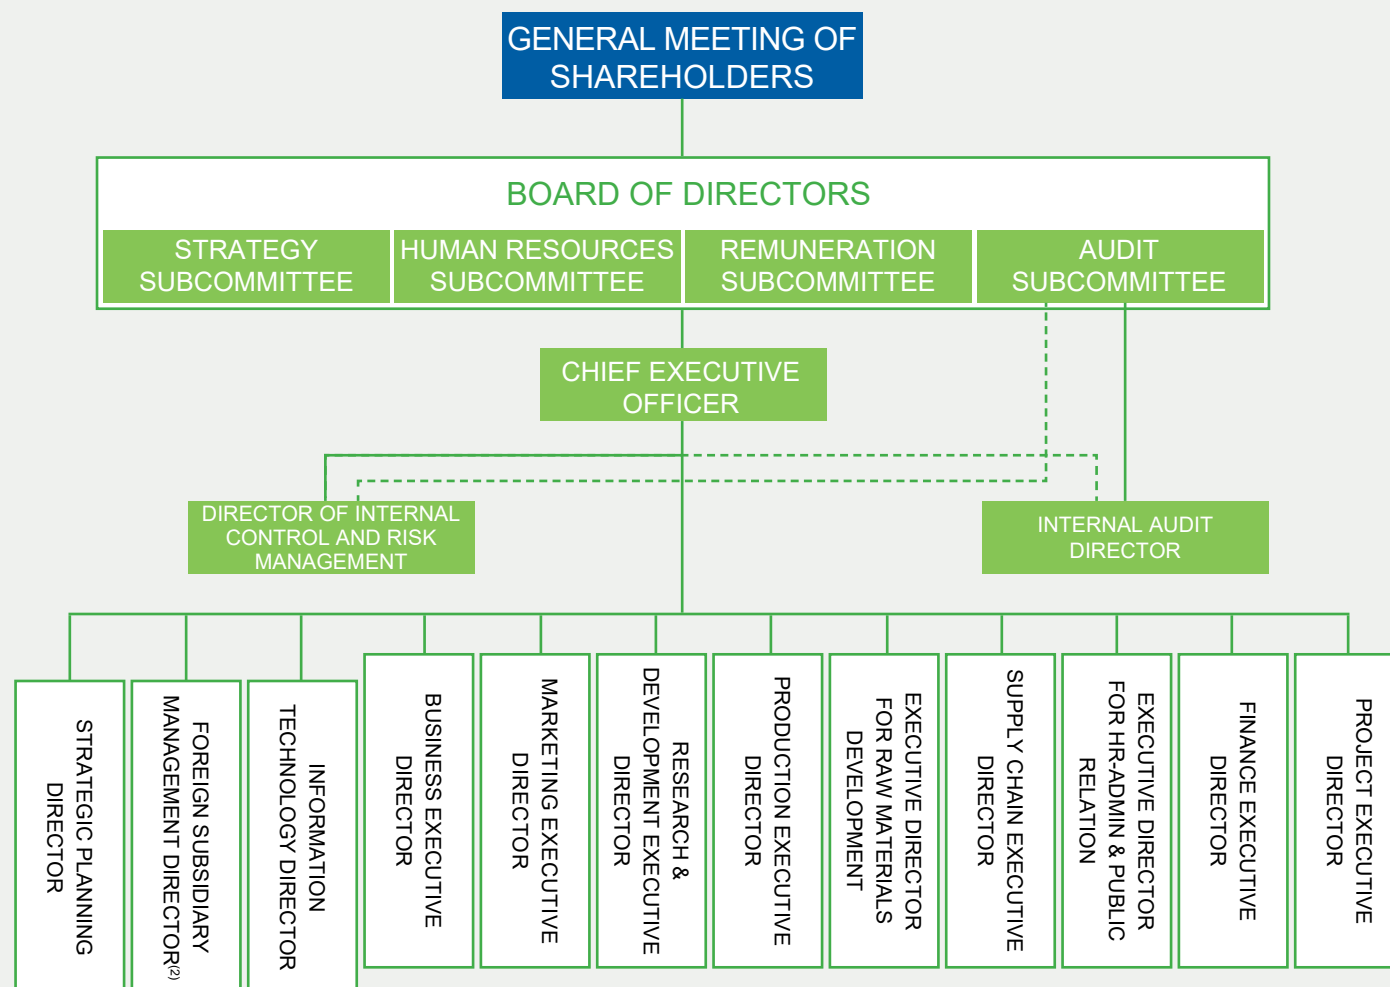 GENERAL MEETING OF
SHAREHOLDERS
BOARD OF DIRECTORS
STRATEGY
SUBCOMMITTEE
HUMAN RESOURCES
SUBCOMMITTEE
REMUNERATION
SUBCOMMITTEE
AUDIT
SUBCOMMITTEE
CHIEF EXECUTIVE
OFFICER
DIRECTOR OF INTERNAL
CONTROL AND RISK
MANAGEMENT
INTERNAL AUDIT
DIRECTOR
STRATEGIC PLANNING
DIRECTOR
FOREIGN SUBSIDIARY
MANAGEMENT DIRECTOR(2)
INFORMATION
TECHNOLOGY DIRECTOR
BUSINESS EXECUTIVE
DIRECTOR
MARKETING EXECUTIVE
DIRECTOR
RESEARCH &
DEVELOPMENT EXECUTIVE
DIRECTOR
PRODUCTION EXECUTIVE
DIRECTOR
EXECUTIVE DIRECTOR
FOR RAW MATERIALS
DEVELOPMENT
SUPPLY CHAIN EXECUTIVE
DIRECTOR
EXECUTIVE DIRECTOR
FOR HR-ADMIN & PUBLIC
RELATION
FINANCE EXECUTIVE
DIRECTOR
PROJECT EXECUTIVE
DIRECTOR